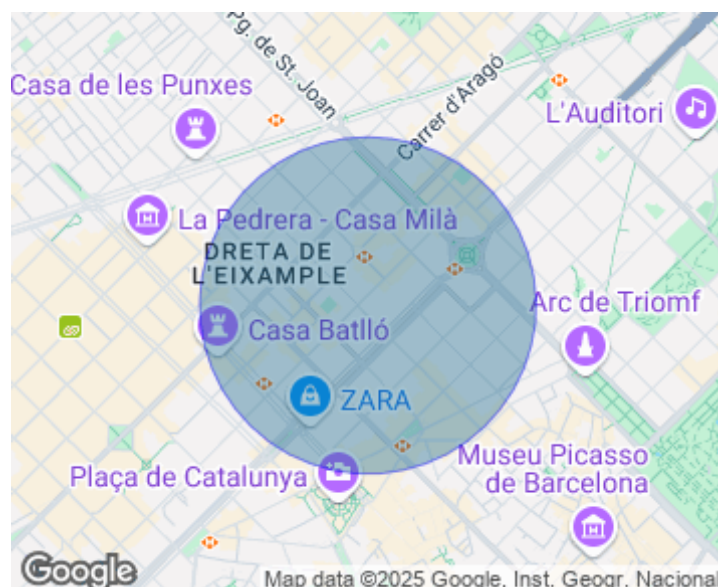 Pg. de St. Joan
Carrer d'Aragó
Casa de les Punxes
L'Auditori
La Pedrera - Casa Milà
DRETA DE
L'EIXAMPLE
Arc de Triomf
Casa Batlló
ZARA
Plaça de Catalunya
Museu Picasso
de Barcelona
Google
Map data ©2025 Google, Inst. Geogr. Nacional